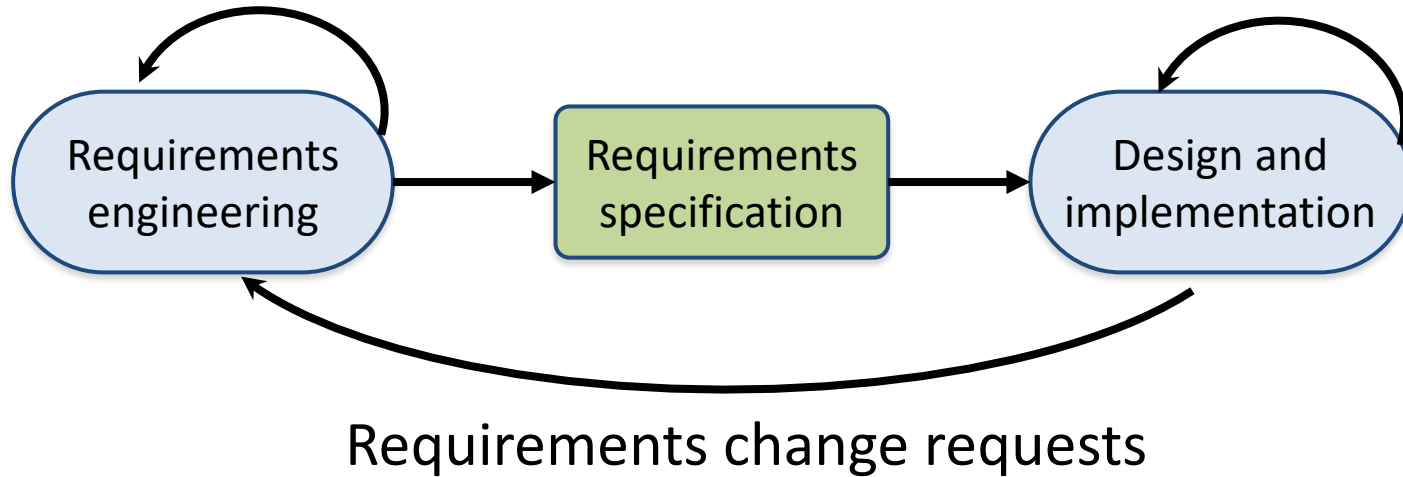 Requirements
engineering
Requirements
specification
Design and
implementation
Requirements change requests